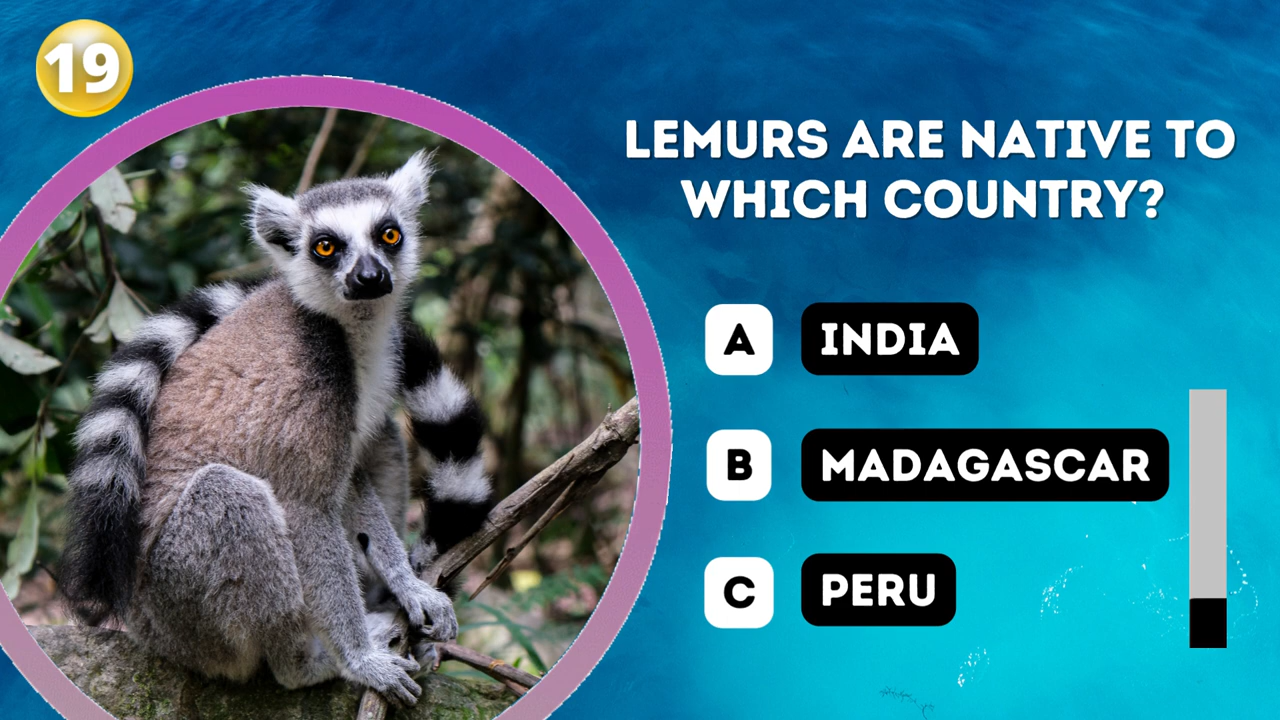 19
LEMURS ARE NATIVE TO
WHICH COUNTRY?
A INDIA
B MADAGASCAR
C PERU